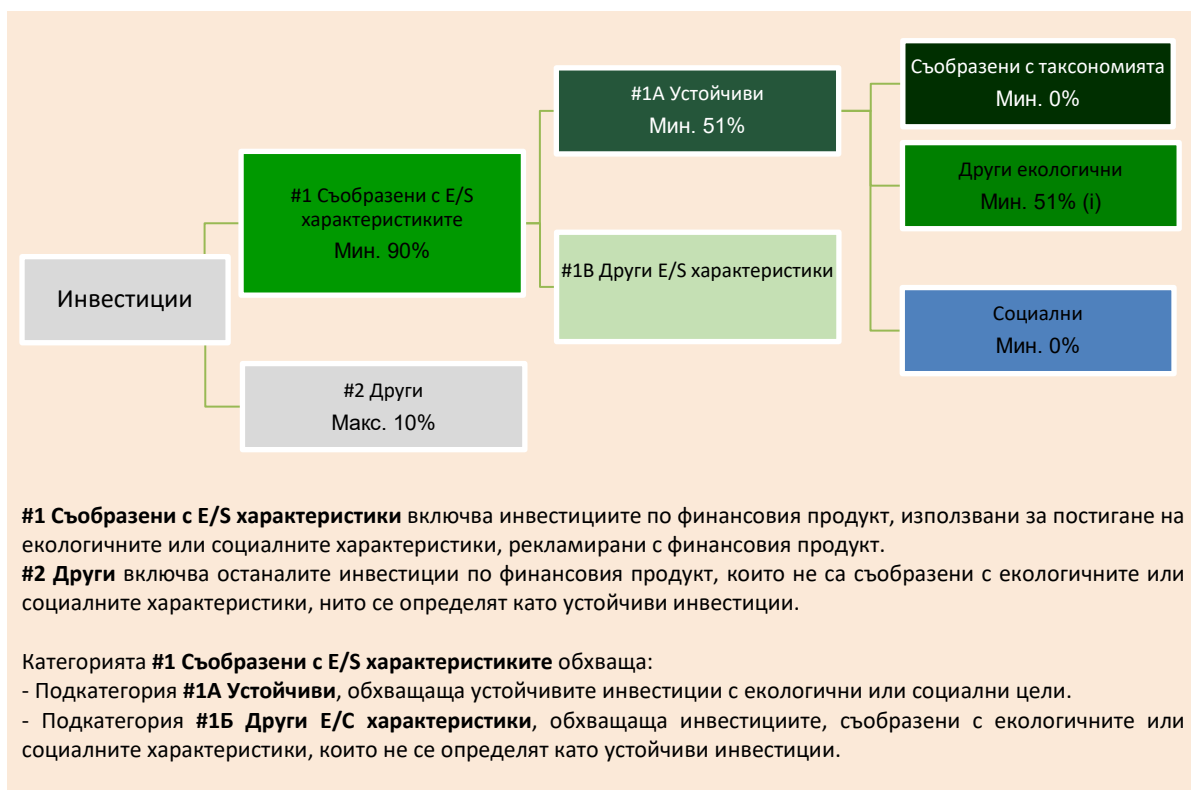 Инвестиции
#1 Съобразени с E/S
характеристиките
Мин. 90%
#2 Други
Макс. 10%
#1A Устойчиви
Мин. 51%
#1B Други E/S характеристики
Съобразени с таксономията
Мин. 0%
Други екологични
Мин. 51% (i)
Социални
Мин. 0%
#1 Съобразени с E/S характеристики включва инвестициите по финансовия продукт, използвани за постигане на
екологичните или социалните характеристики, рекламирани с финансовия продукт.
#2 Други включва останалите инвестиции по финансовия продукт, които не са съобразени с екологичните или
социалните характеристики, нито се определят като устойчиви инвестиции.
Категорията #1 Съобразени с E/S характеристиките обхваща:
- Подкатегория #1A Устойчиви, обхващаща устойчивите инвестиции с екологични или социални цели.
- Подкатегория #1Б Други Е/С характеристики, обхващаща инвестициите, съобразени с екологичните или
социалните характеристики, които не се определят като устойчиви инвестиции.